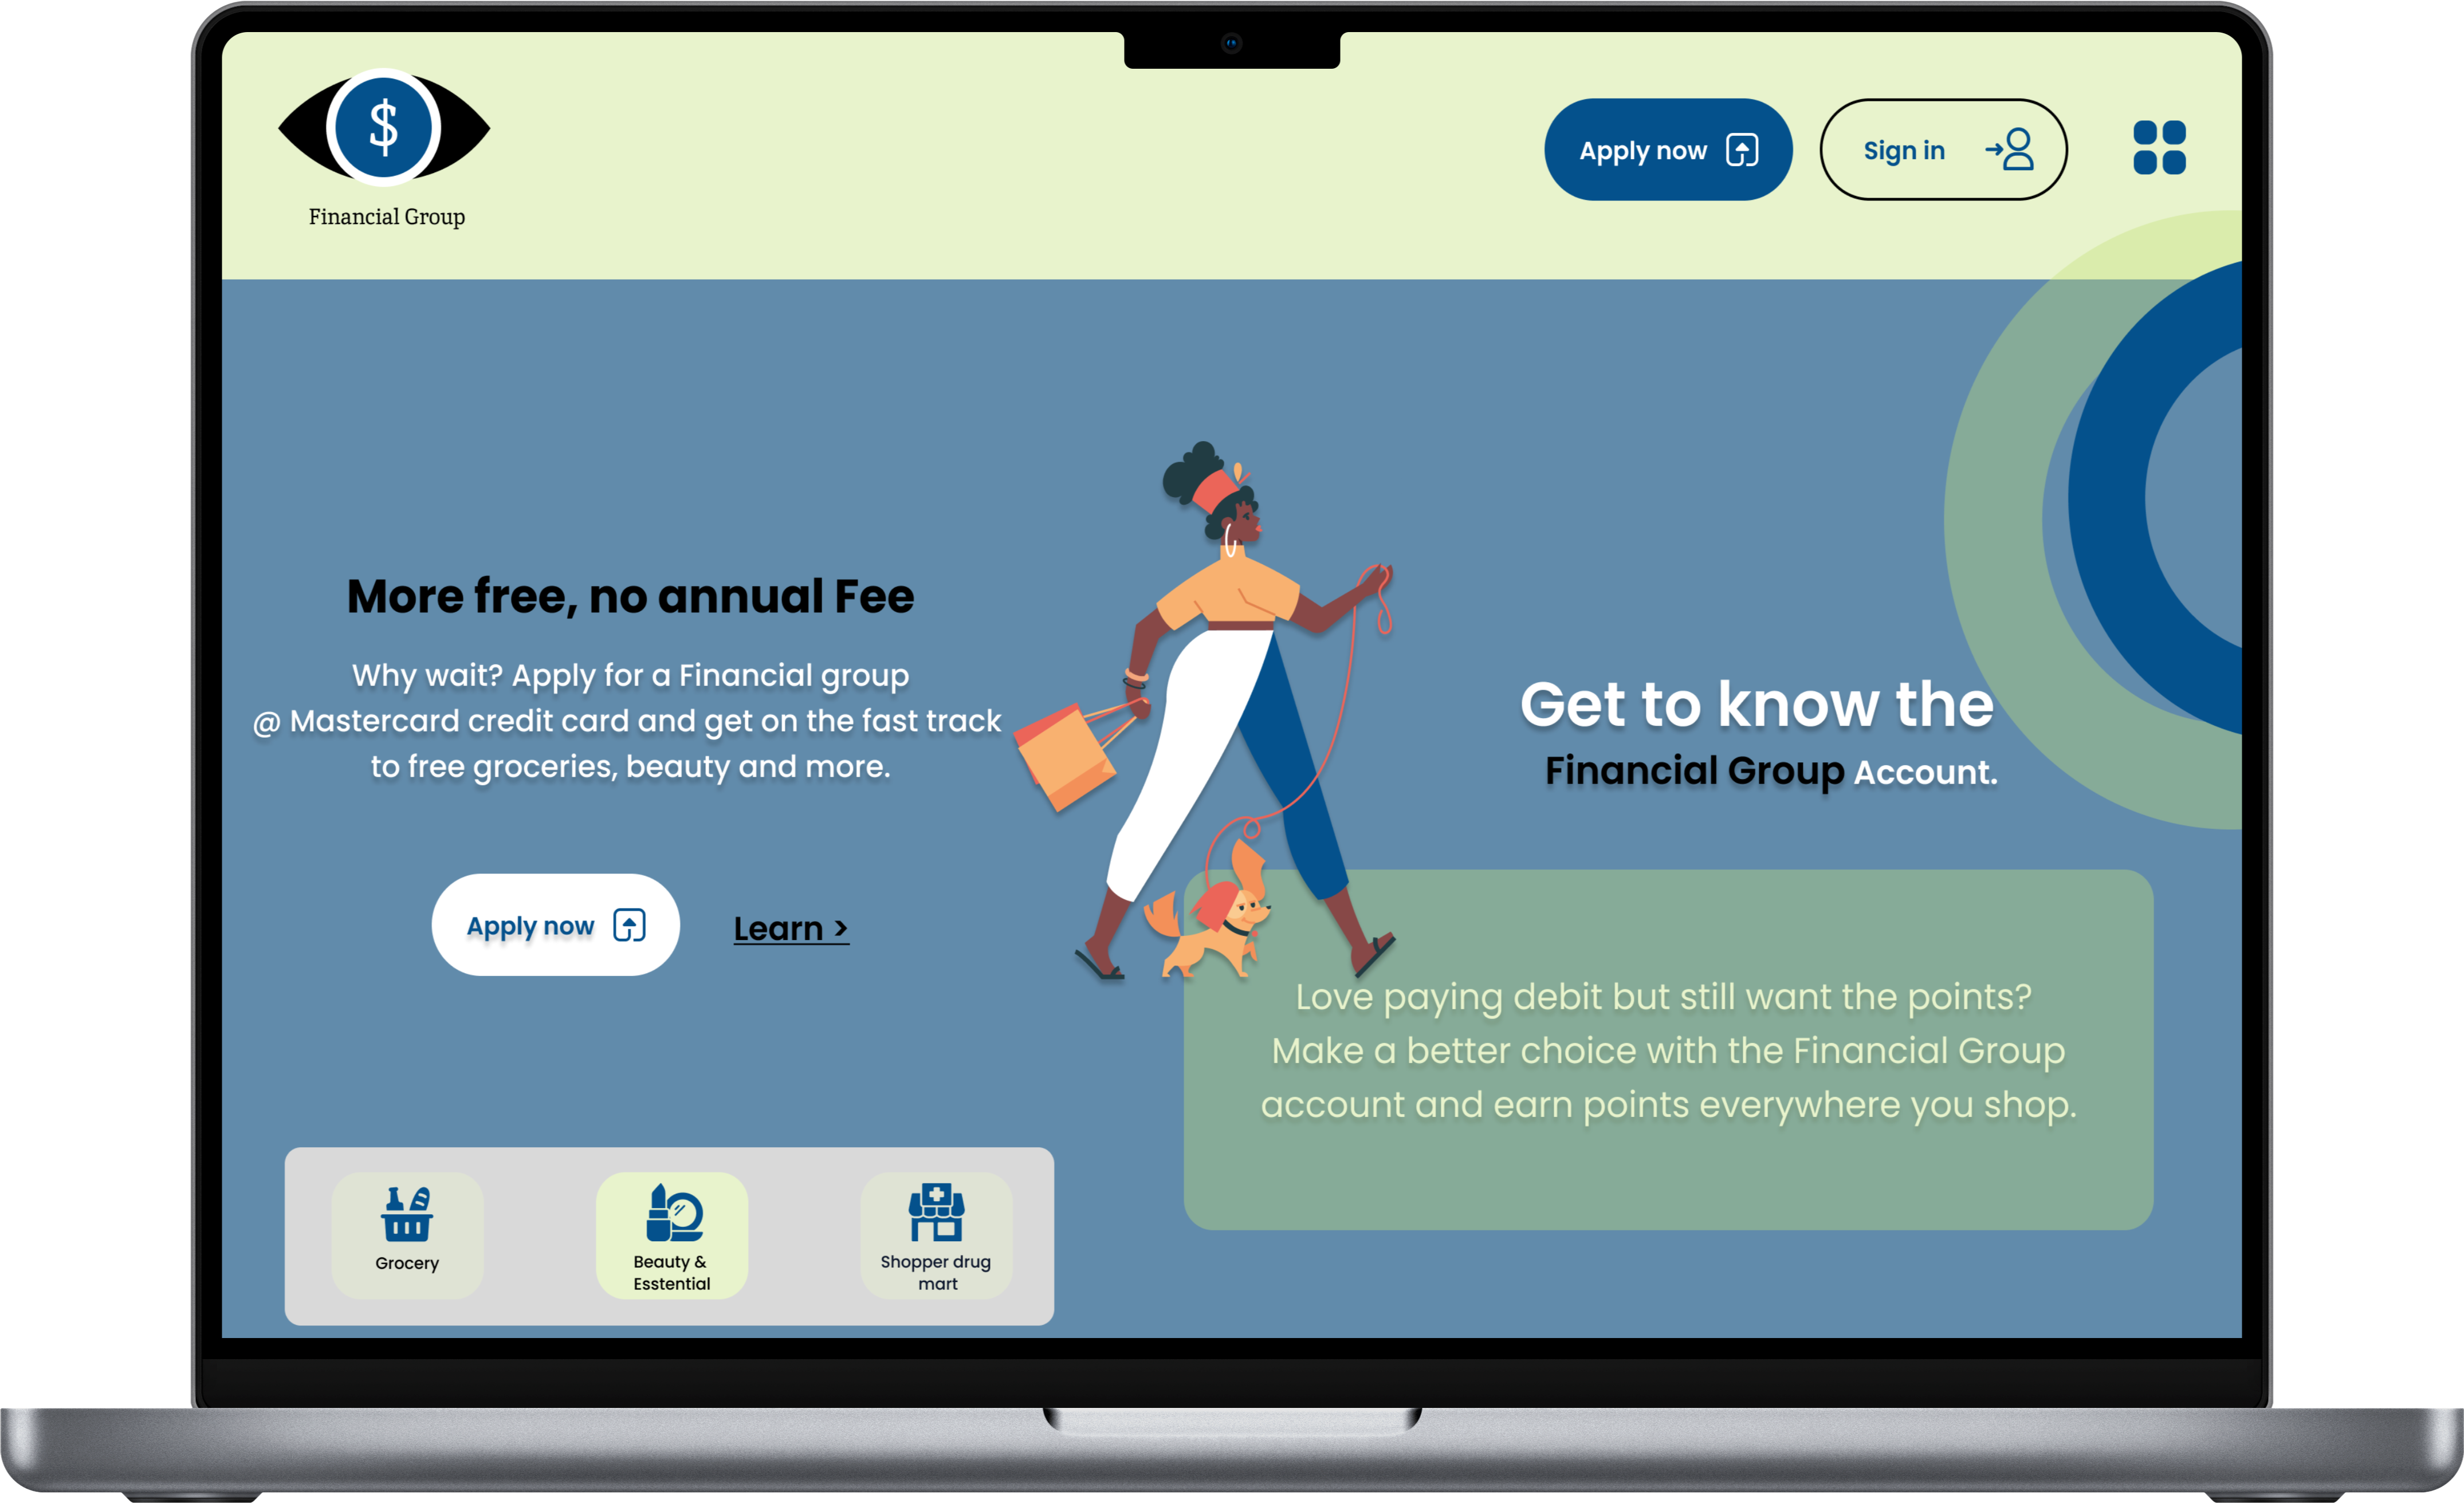 $
Financial Group
Apply now
Sign in
More free, no annual Fee
Why wait? Apply for a Financial group
@ Mastercard credit card and get on the fast track
to free groceries, beauty and more.
Apply now
Learn >
Get to know the
Financial Group Account.
Love paying debit but still want the points?
Make a better choice with the Financial Group
account and earn points everywhere you shop.
Grocery
Beauty &
Esstential
Shopper drug
mart